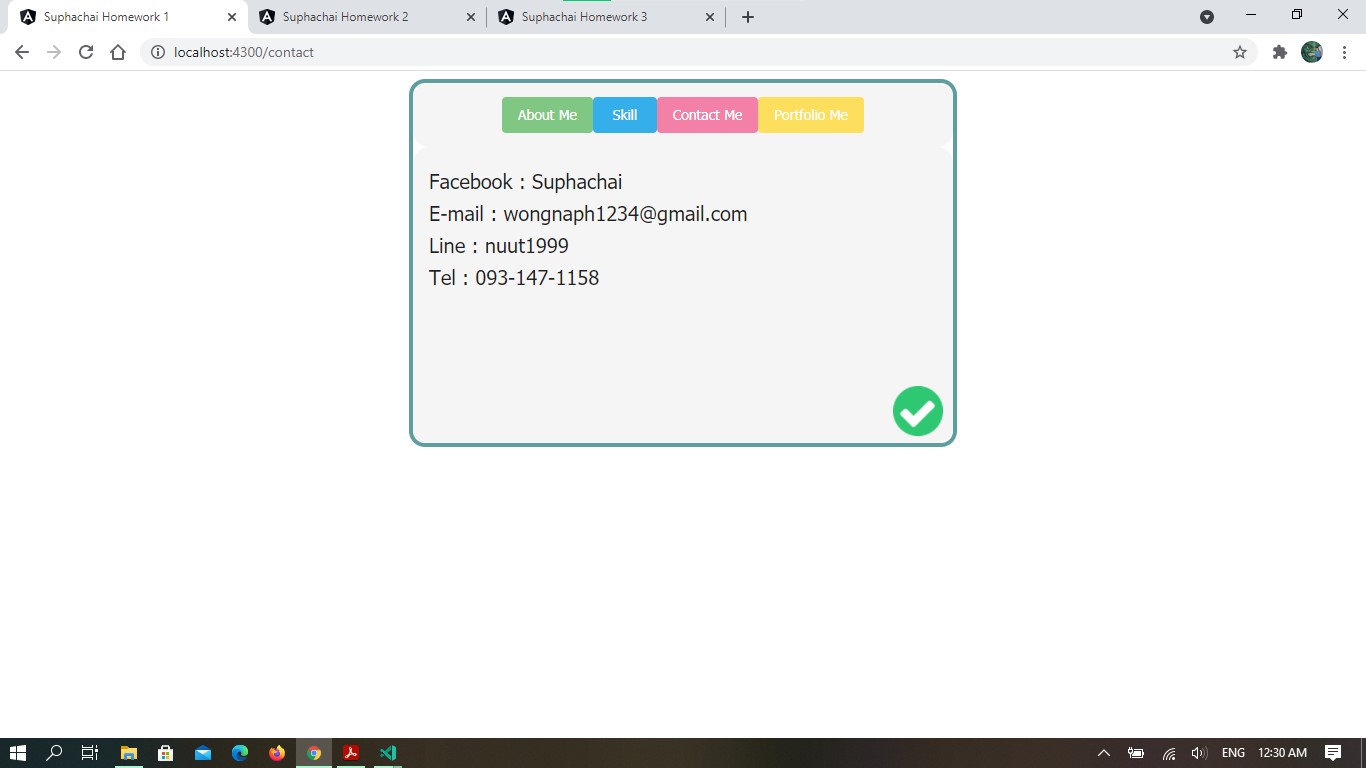 Suphachai Homework 1
Suphachai Homework 2
Suphachai Homework 3
localhost:4300/contact
About Me
Skill
Contact Me
Portfolio Me
Facebook : Suphachai
E-mail : wongnaph1234@gmail.com
Line : nuut1999
Tel : 093-147-1158
ENG
12:30 AM